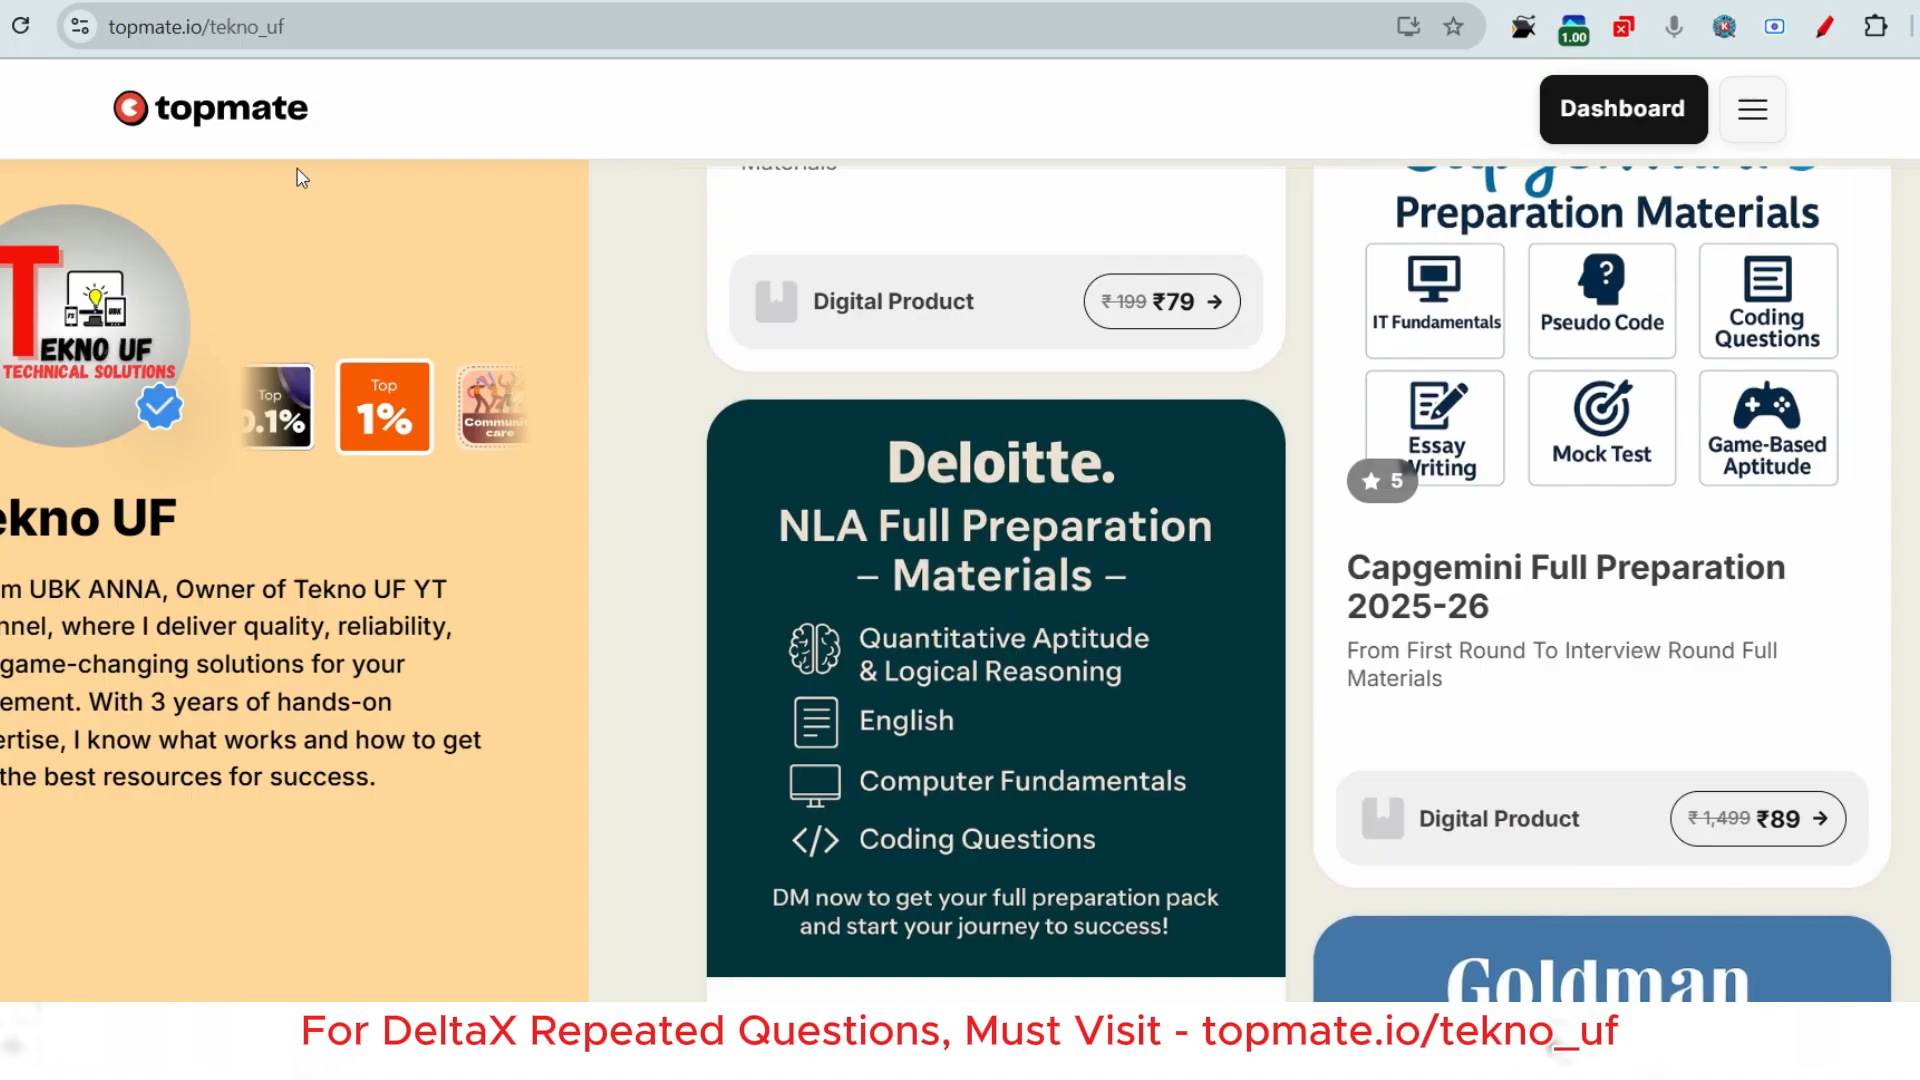 topmate.io/tekno_uf
1.00
topmate
Dashboard
T
EKNO UF
TECHNICAL SOLUTIONS
Top
0.1%
Top
1%
Community
care
ekno UF
m UBK ANNA, Owner of Tekno UF YT
nnel, where I deliver quality, reliability,
game-changing solutions for your
ement. With 3 years of hands-on
ertise, I know what works and how to get
the best resources for success.
Materials
Digital Product
₹199 ₹79 →
Deloitte.
NLA Full Preparation
– Materials –
Quantitative Aptitude
& Logical Reasoning
English
Computer Fundamentals
</> Coding Questions
DM now to get your full preparation pack
and start your journey to success!
Preparation Materials
IT Fundamentals
Pseudo Code
Coding
Questions
Essay
Writing
Mock Test
Game-Based
Aptitude
★ 5
Capgemini Full Preparation
2025-26
From First Round To Interview Round Full
Materials
Digital Product
₹1,499 ₹89 →
Goldman
For DeltaX Repeated Questions, Must Visit - topmate.io/tekno_uf